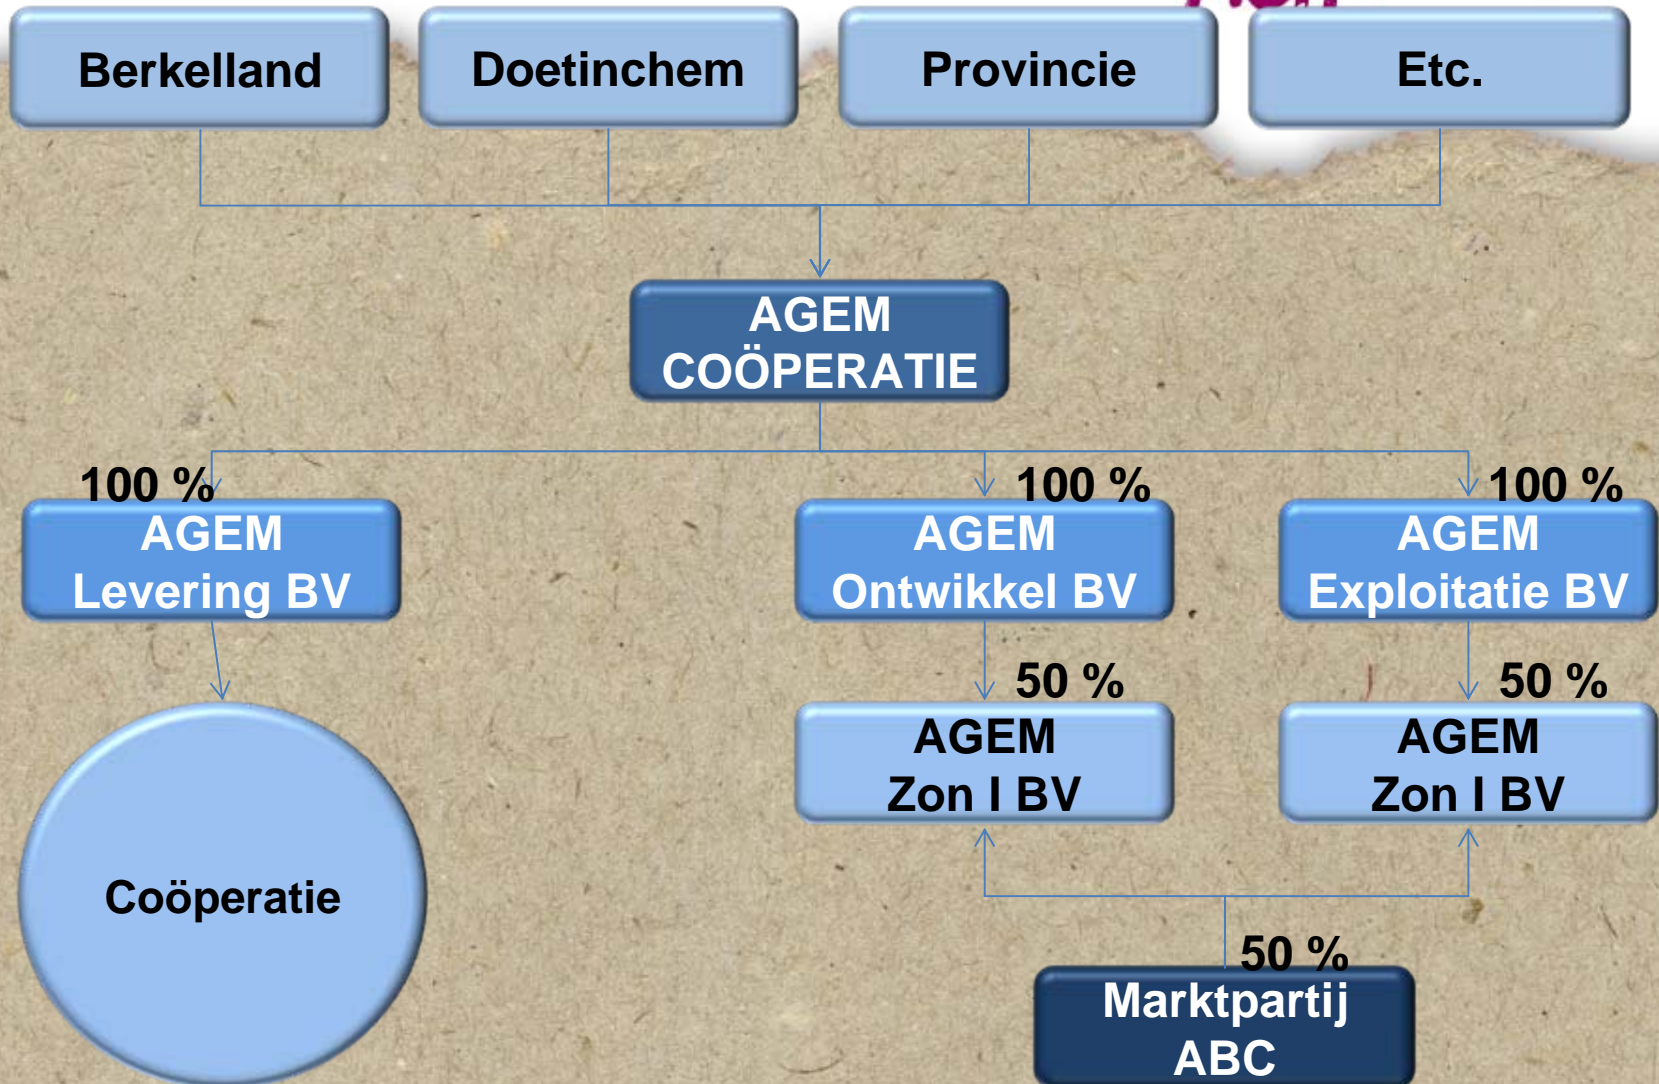 Berkelland
Doetinchem
Provincie
Etc.
AGEM
COÖPERATIE
100 %
100 %
100 %
AGEM
Levering BV
AGEM
Ontwikkel BV
AGEM
Exploitatie BV
50 %
50 %
AGEM
Zon I BV
AGEM
Zon I BV
Coöperatie
50 %
Marktpartij
ABC